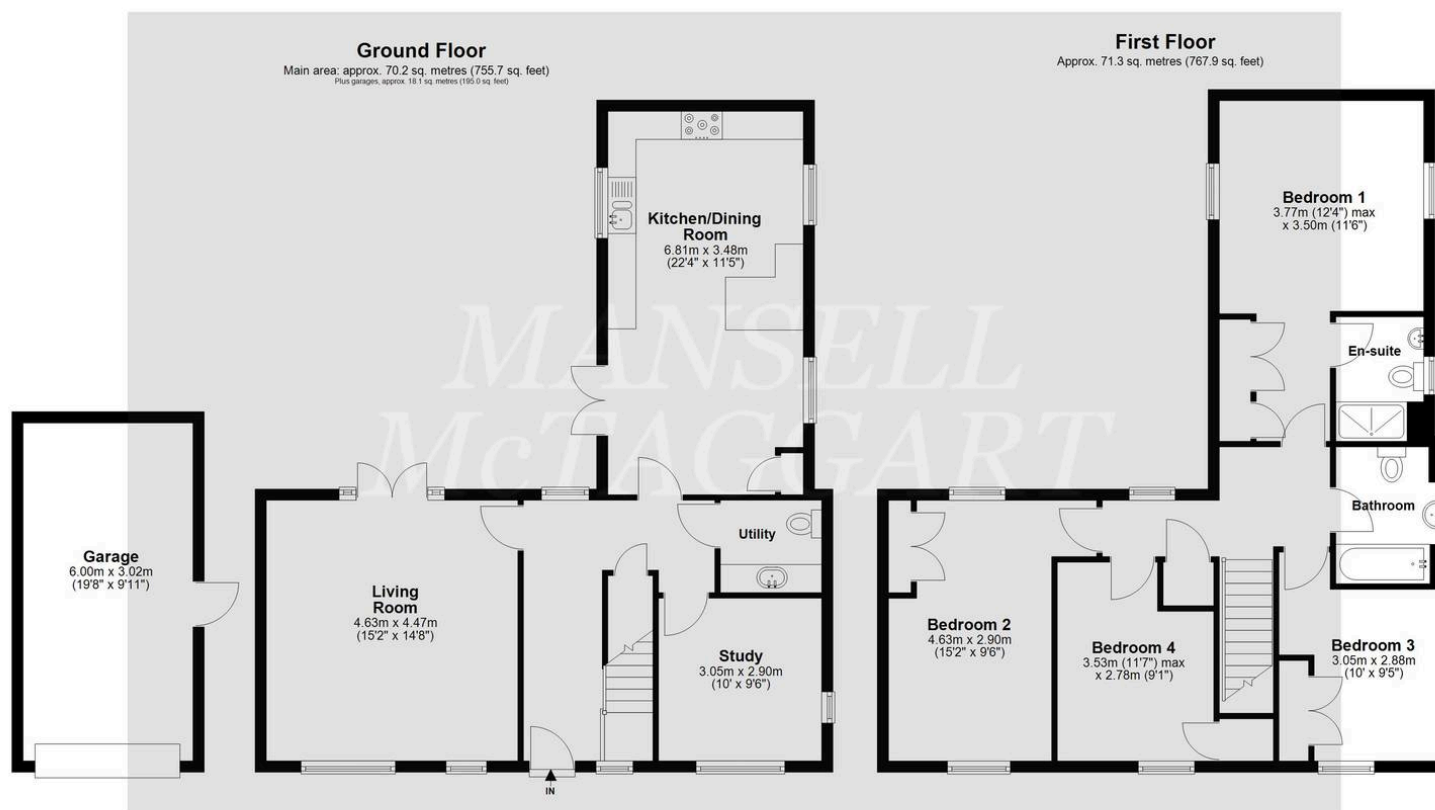 Ground Floor
Main area: approx. 70.2 sq. metres (755.7 sq. feet)
Plus garages, approx. 18.1 sq. metres (195.0 sq. feet)
First Floor
Approx. 71.3 sq. metres (767.9 sq. feet)
Kitchen/Dining
Room
6.81m x 3.48m
(22'4" x 11'5")
Bedroom 1
3.77m (12'4") max
x 3.50m (11'6")
En-suite
MANSELL
McTAGGART
Garage
6.00m x 3.02m
(19'8" x 9'11")
Living
Room
4.63m x 4.47m
(15'2" x 14'8")
Utility
Study
3.05m x 2.90m
(10' x 9'6")
IN
Bathroom
Bedroom 2
4.63m x 2.90m
(15'2" x 9'6")
Bedroom 4
3.53m (11'7") max
x 2.78m (9'1")
Bedroom 3
3.05m x 2.88m
(10' x 9'5")